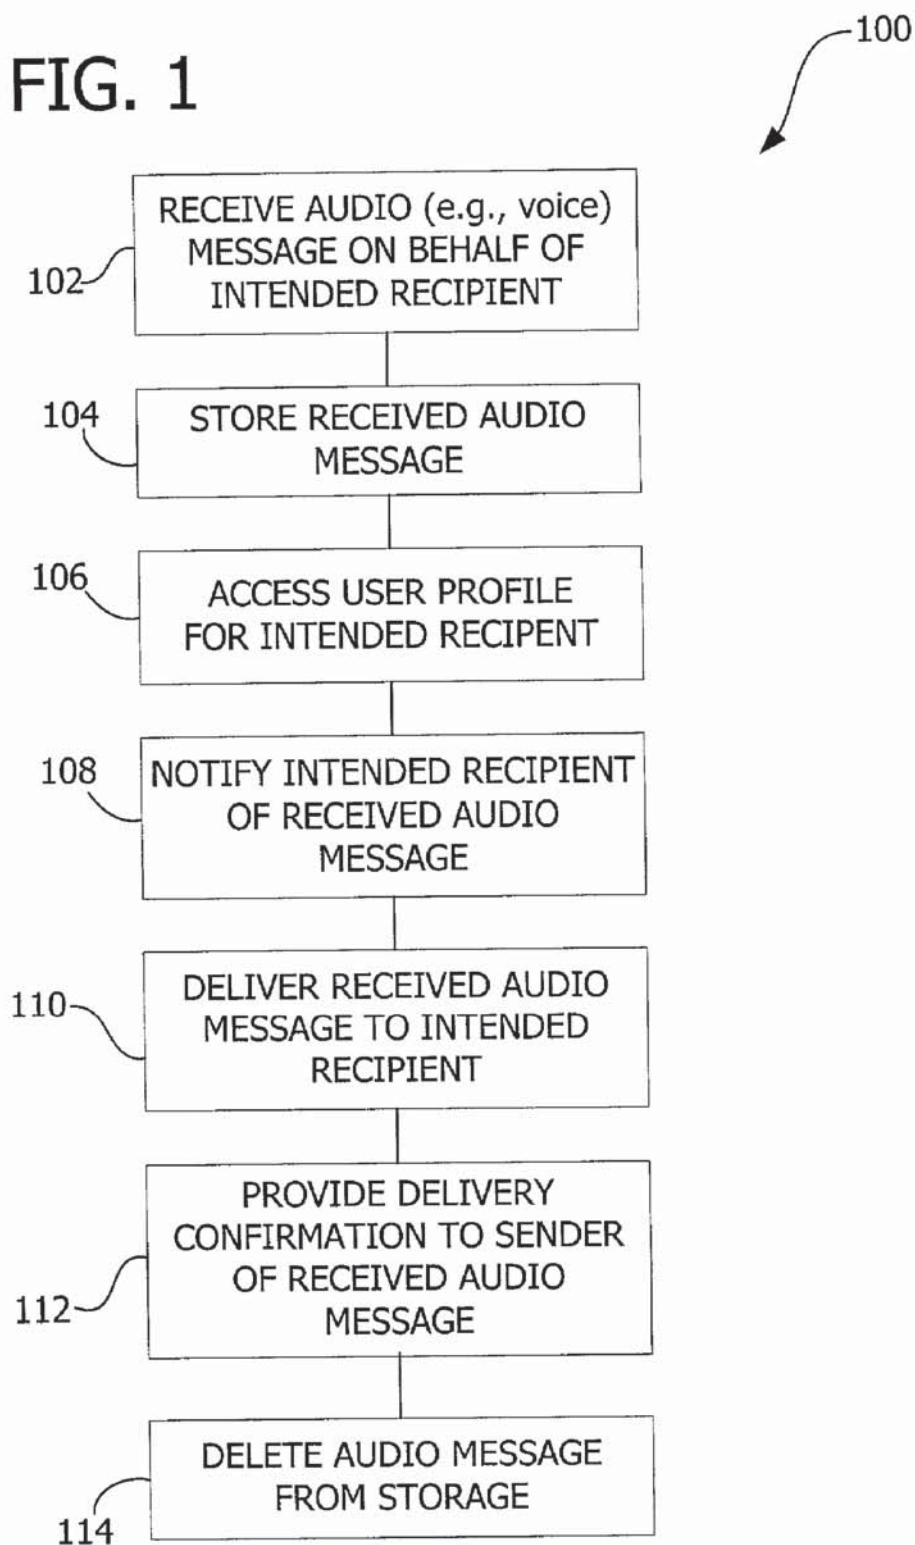 100
FIG. 1
RECEIVE AUDIO (e.g., voice)
MESSAGE ON BEHALF OF
INTENDED RECIPIENT
102
104
STORE RECEIVED AUDIO
MESSAGE
106
ACCESS USER PROFILE
FOR INTENDED RECIPENT
108
NOTIFY INTENDED RECIPIENT
OF RECEIVED AUDIO
MESSAGE
110
DELIVER RECEIVED AUDIO
MESSAGE TO INTENDED
RECIPIENT
PROVIDE DELIVERY
CONFIRMATION TO SENDER
OF RECEIVED AUDIO
MESSAGE
112
DELETE AUDIO MESSAGE
FROM STORAGE
114